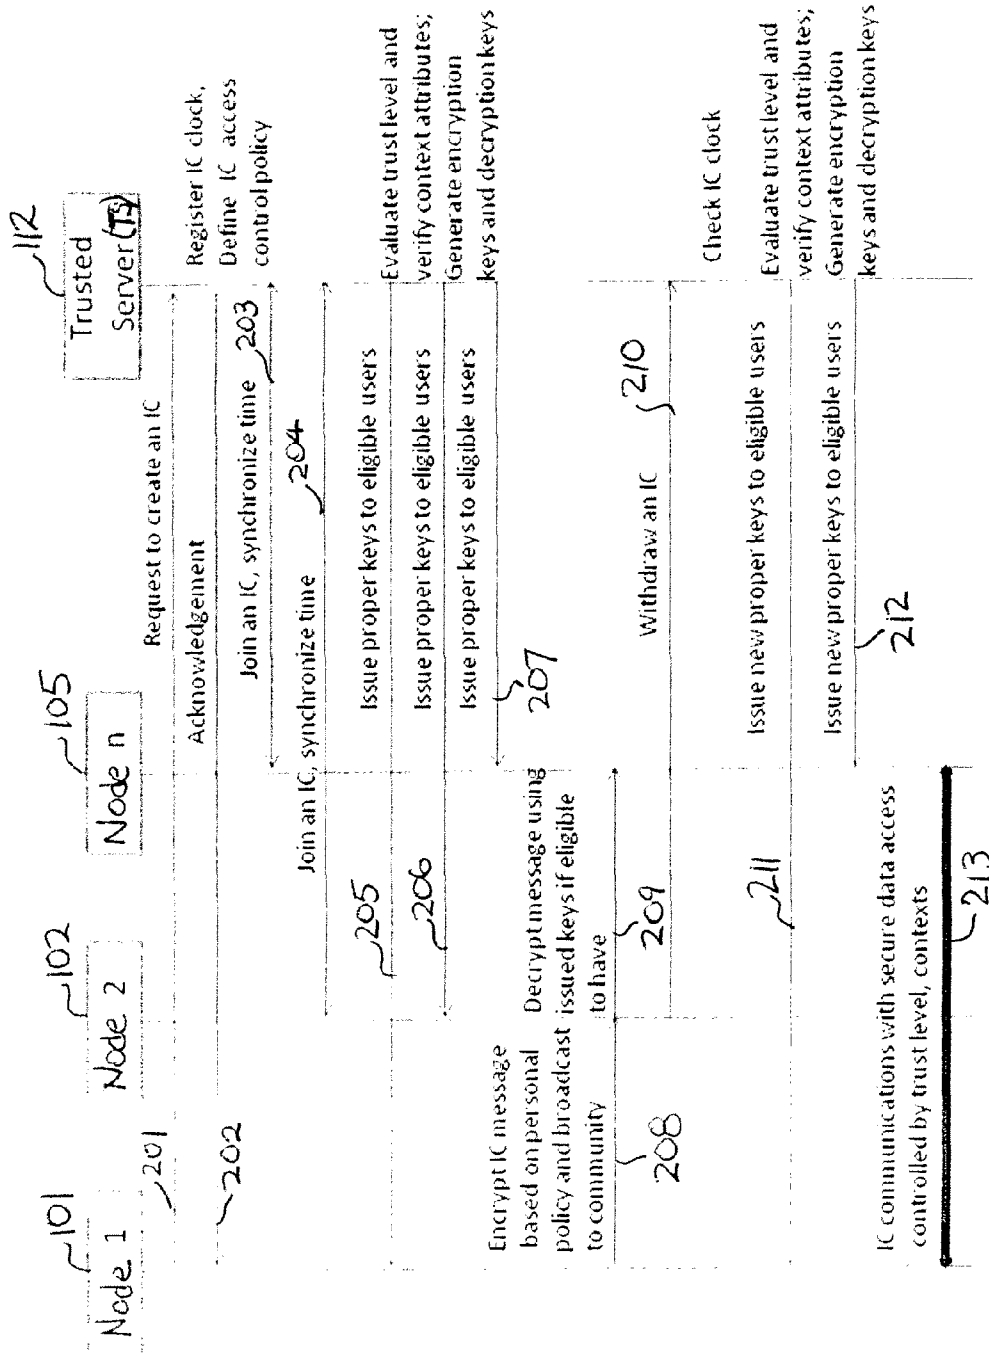 101
Node 1
102
Node 2
105
Node n
112
Trusted
Server
201
Request to create an IC
Register IC clock,
Define IC access
control policy
202
Acknowledgement
Join an IC, synchronize time
203
Join an IC, synchronize time
204
205
Issue proper keys to eligible users
Evaluate trust level and
verify context attributes;
Generate encryption
keys and decryption keys
206
Issue proper keys to eligible users
Issue proper keys to eligible users
207
Encrypt IC message
based on personal
policy and broadcast
to community
208
Decrypt message using
issued keys if eligible
to have
209
Withdraw an IC
210
Check IC clock
211
Issue new proper keys to eligible users
Evaluate trust level and
verify context attributes;
Generate encryption
keys and decryption keys
Issue new proper keys to eligible users
212
IC communications with secure data access
controlled by trust level, contexts
213